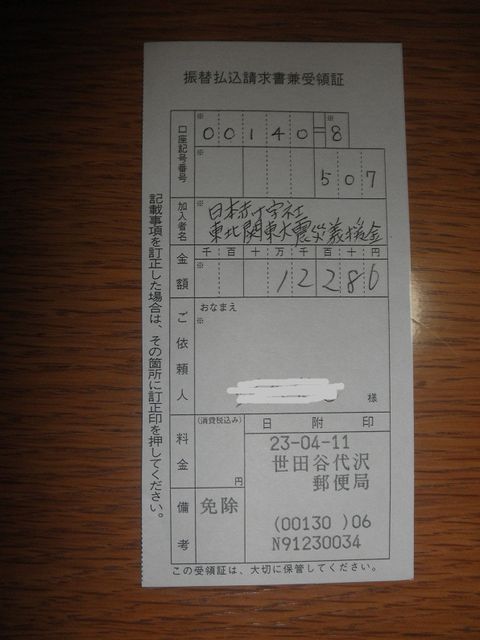 振替払込請求書兼受領証
口座記号番号
※
00140=8
※
※
507
加入者名
※
日本赤十字社
東北関東大震災義援金
金額
千百十万千百十円
※
12286
ご依頼人
おなまえ
※
様
料金
(消費税込み)
円
日附印
23-04-11
世田谷代沢
郵便局
(00130 )06
N91230034
備考
免除
記載事項を訂正した場合は、その箇所に訂正印を押してください。
この受領証は、大切に保管してください。